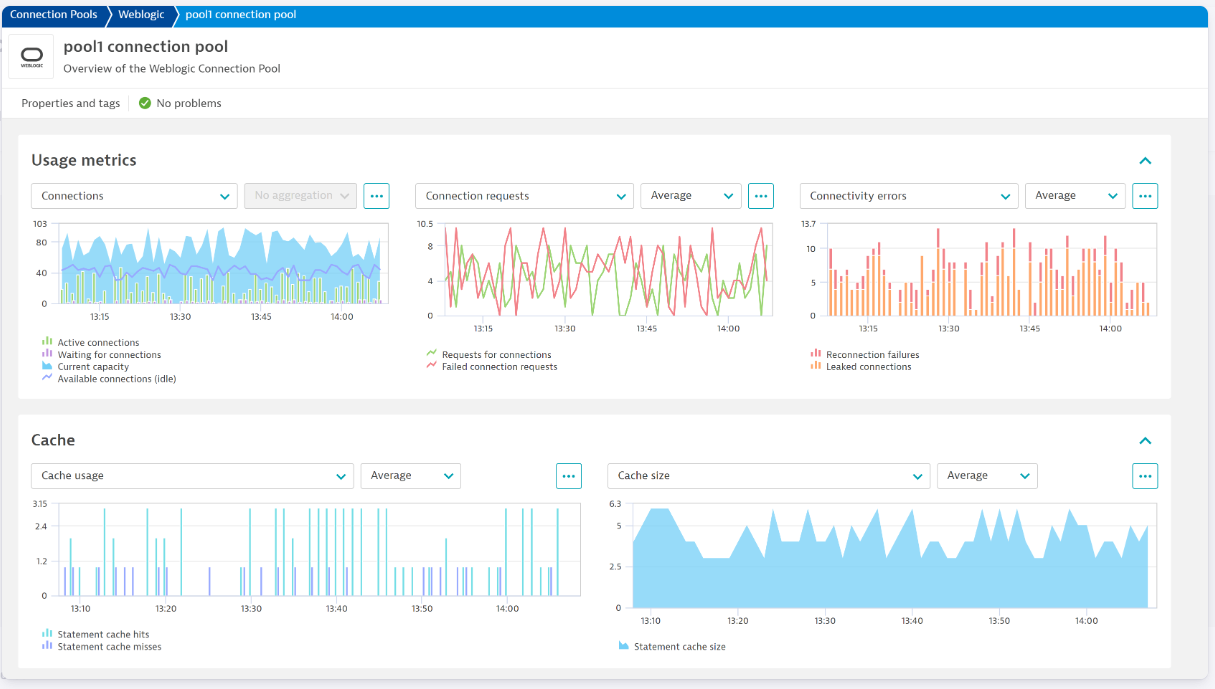 Connection Pools Weblogic pool1 connection pool
pool1 connection pool
WEBLOGIC
Overview of the Weblogic Connection Pool
Properties and tags No problems
Usage metrics
Connections No aggregation ... Connection requests Average ... Connectivity errors Average ...
103
80
40
0
13:15 13:30 13:45 14:00
Active connections
Waiting for connections
Current capacity
Available connections (idle)
10.5
8
4
0
13:15 13:30 13:45 14:00
Requests for connections
Failed connection requests
13.7
10
5
0
13:15 13:30 13:45 14:00
Reconnection failures
Leaked connections
Cache
Cache usage Average ... Cache size Average ...
3.15
2.4
1.2
0
13:10 13:20 13:30 13:40 13:50 14:00
Statement cache hits
Statement cache misses
6.3
5
2.5
0
13:10 13:20 13:30 13:40 13:50 14:00
Statement cache size